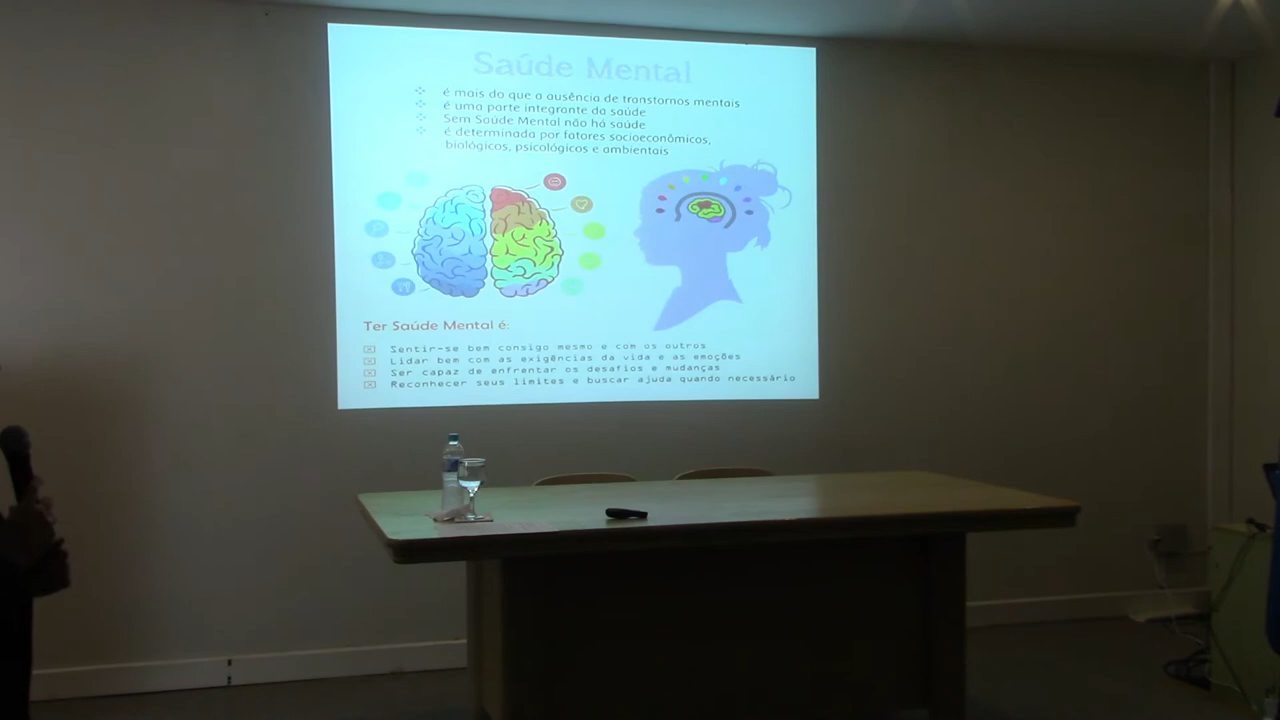 Saúde Mental
é mais do que a ausência de transtornos mentais
é uma parte integrante da saúde
Sem Saúde Mental não há saúde
é determinada por fatores socioeconômicos,
biológicos, psicológicos e ambientais
Ter Saúde Mental é:
Sentir-se bem consigo mesmo e com os outros
Lidar bem com as exigências da vida e as emoções
Ser capaz de enfrentar os desafios e mudanças
Reconhecer seus limites e buscar ajuda quando necessário